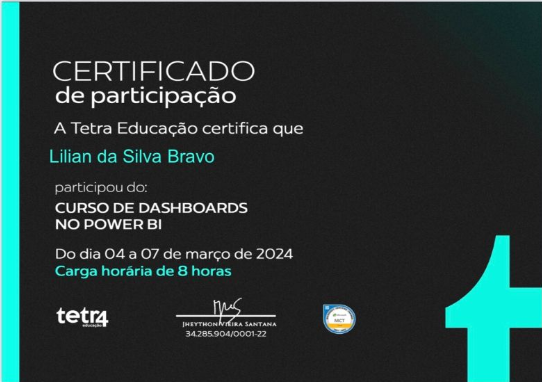 CERTIFICADO
de participação
A Tetra Educação certifica que
Lilian da Silva Bravo
participou do:
CURSO DE DASHBOARDS
NO POWER BI
Do dia 04 a 07 de março de 2024
Carga horária de 8 horas
tetr4
educação
JHEYTHON VIEIRA SANTANA
34.285.904/0001-22
MCT